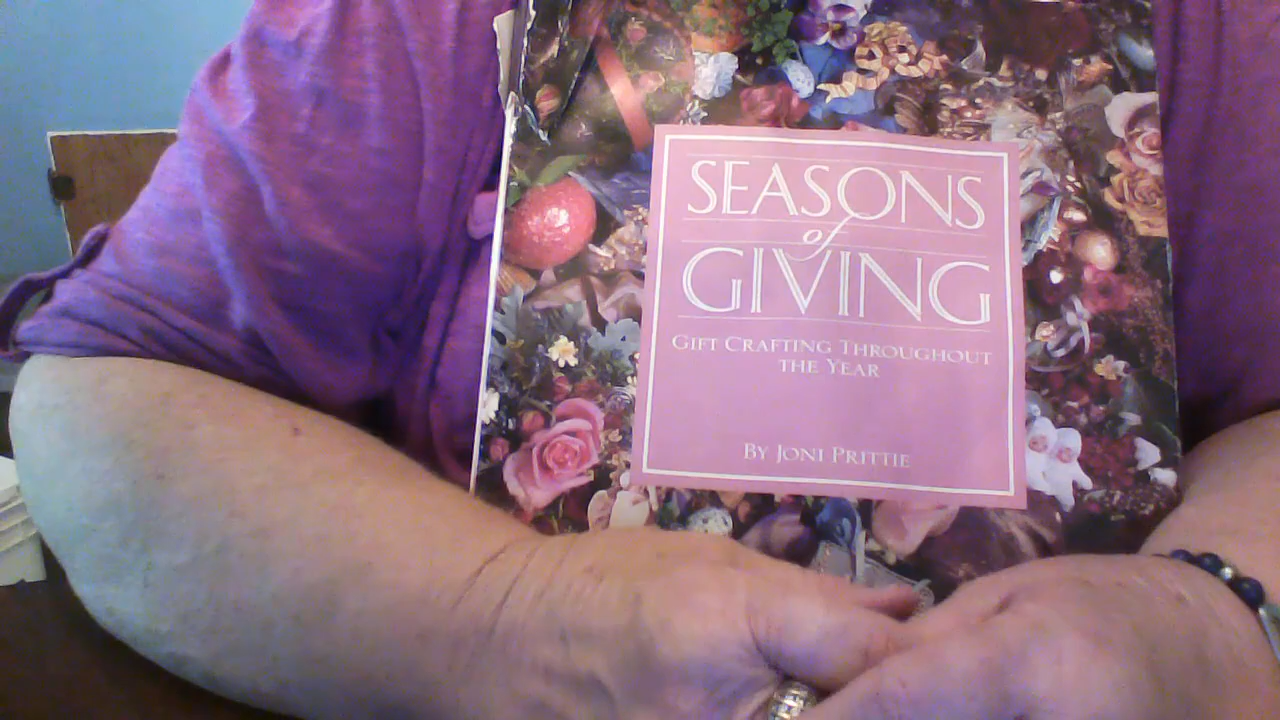 SEASONS
of
GIVING
GIFT CRAFTING THROUGHOUT
THE YEAR
BY JONI PRITTIE